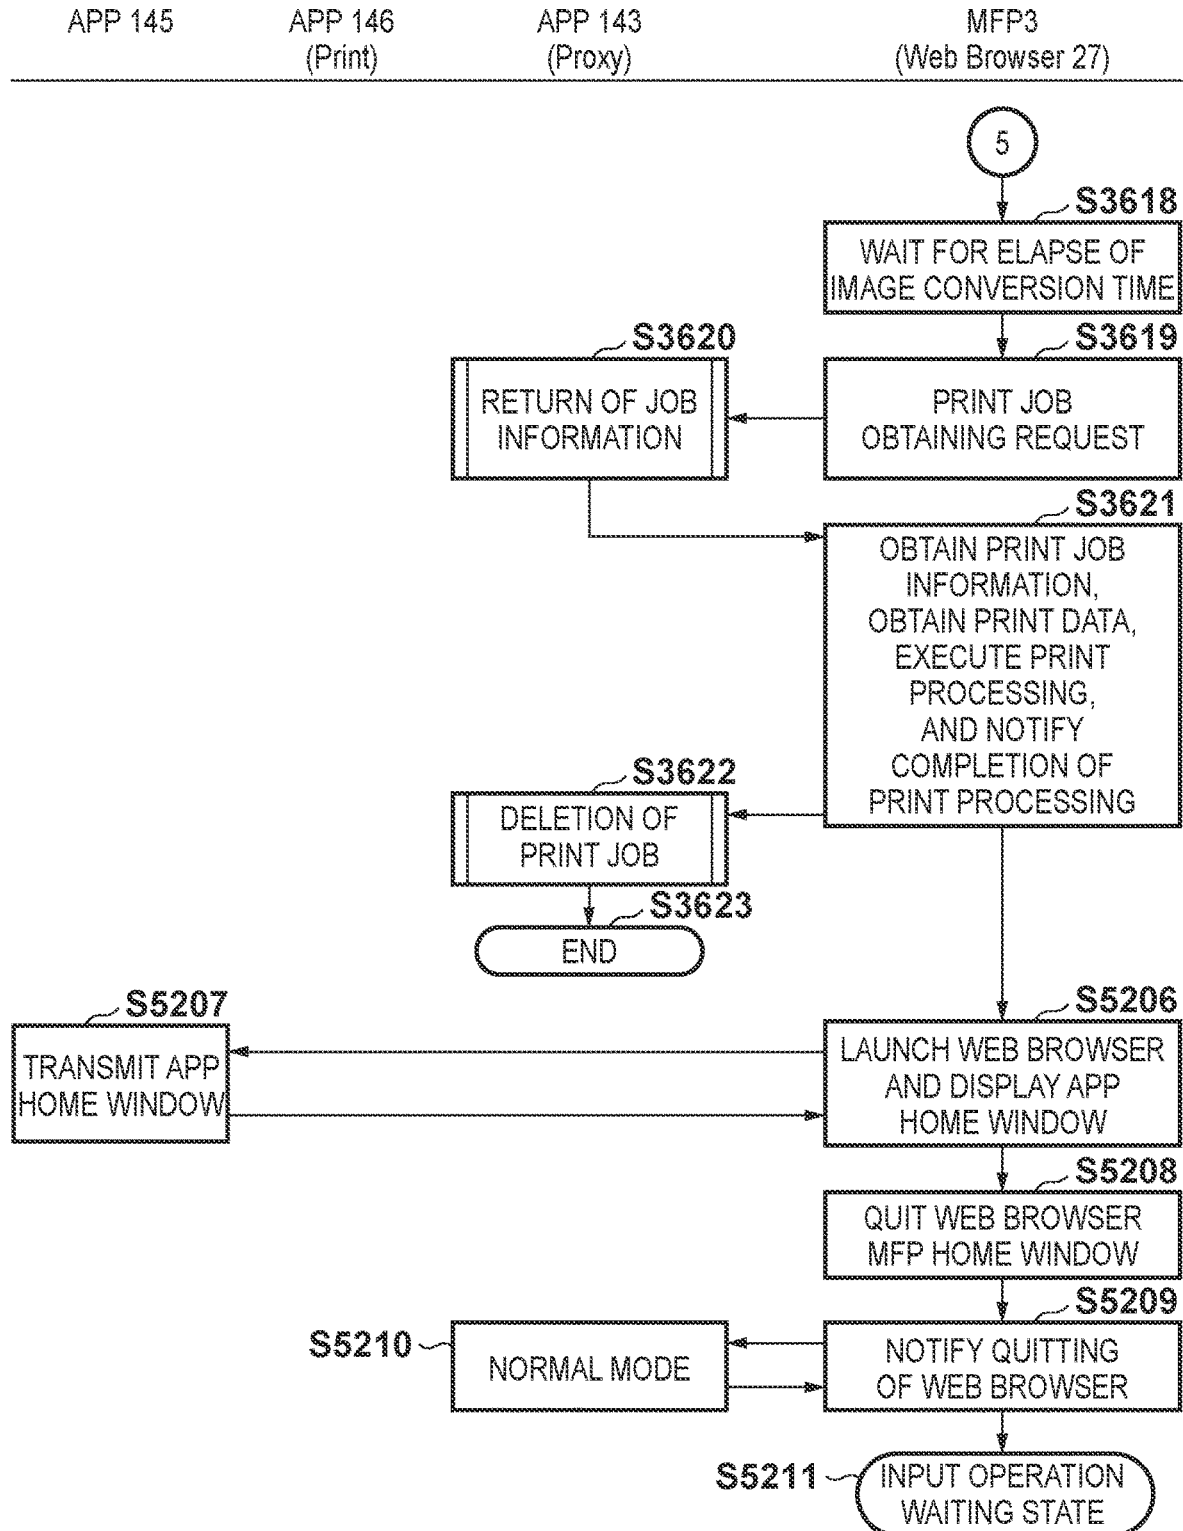 APP 145
APP 146
(Print)
APP 143
(Proxy)
MFP3
(Web Browser 27)
5
S3618
WAIT FOR ELAPSE OF
IMAGE CONVERSION TIME
S3619
PRINT JOB
OBTAINING REQUEST
S3620
RETURN OF JOB
INFORMATION
S3621
OBTAIN PRINT JOB
INFORMATION,
OBTAIN PRINT DATA,
EXECUTE PRINT
PROCESSING,
AND NOTIFY
COMPLETION OF
PRINT PROCESSING
S3622
DELETION OF
PRINT JOB
S3623
END
S5206
LAUNCH WEB BROWSER
AND DISPLAY APP
HOME WINDOW
S5207
TRANSMIT APP
HOME WINDOW
S5208
QUIT WEB BROWSER
MFP HOME WINDOW
S5209
NOTIFY QUITTING
OF WEB BROWSER
S5210
NORMAL MODE
S5211
INPUT OPERATION
WAITING STATE